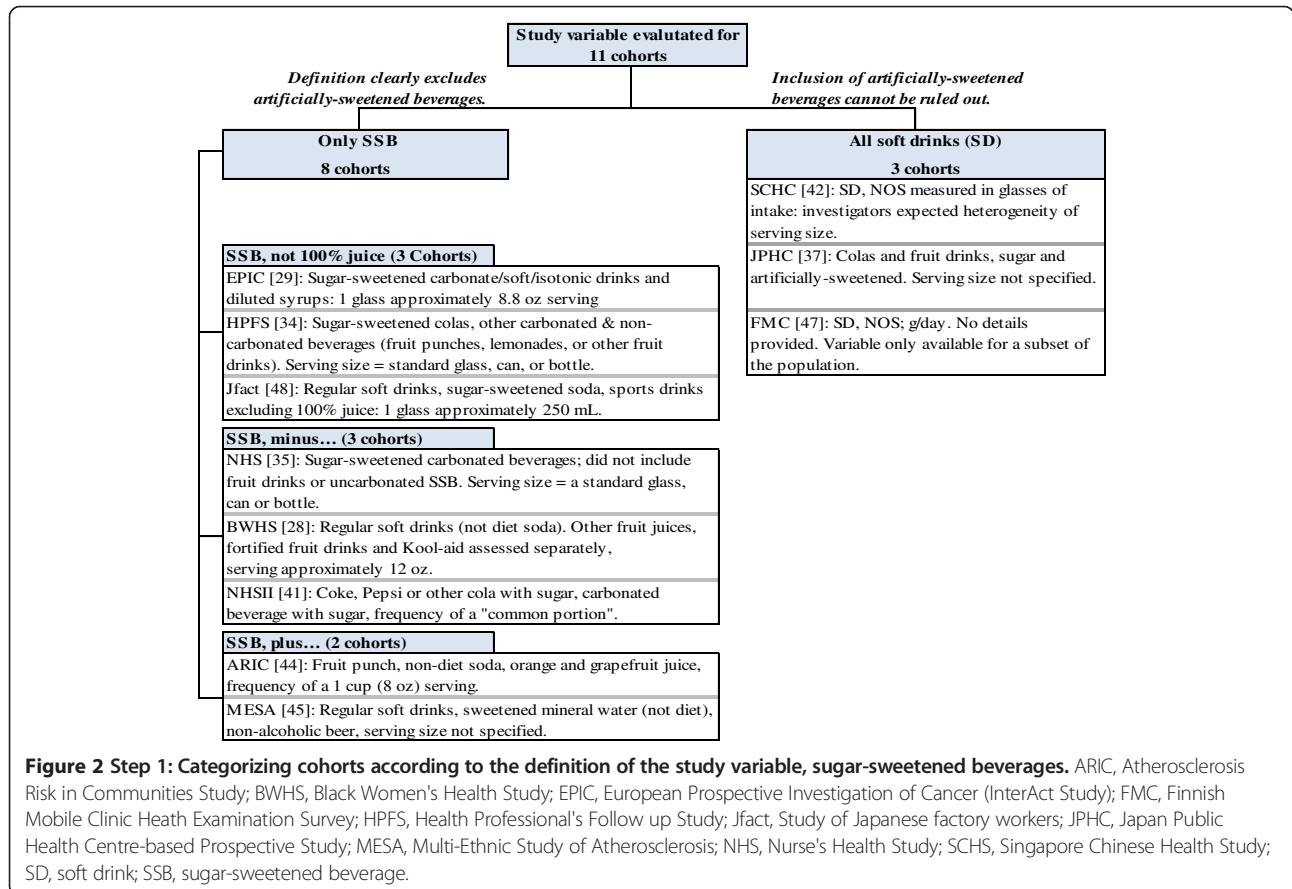 Study variable evalutated for
11 cohorts
Definition clearly excludes
artificially-sweetened beverages.
Inclusion of artificially-sweetened
beverages cannot be ruled out.
Only SSB
8 cohorts
All soft drinks (SD)
3 cohorts
SCHC [42]: SD, NOS measured in glasses of
intake: investigators expected heterogeneity of
serving size.
JPHC [37]: Colas and fruit drinks, sugar and
artificially-sweetened. Serving size not specified.
FMC [47]: SD, NOS; g/day. No details
provided. Variable only available for a subset of
the population.
SSB, not 100% juice (3 Cohorts)
EPIC [29]: Sugar-sweetened carbonate/soft/isotonic drinks and
diluted syrups: 1 glass approximately 8.8 oz serving
HPFS [34]: Sugar-sweetened colas, other carbonated & non-
carbonated beverages (fruit punches, lemonades, or other fruit
drinks). Serving size = standard glass, can, or bottle.
Jfact [48]: Regular soft drinks, sugar-sweetened soda, sports drinks
excluding 100% juice: 1 glass approximately 250 mL.
SSB, minus… (3 cohorts)
NHS [35]: Sugar-sweetened carbonated beverages; did not include
fruit drinks or uncarbonated SSB. Serving size = a standard glass,
can or bottle.
BWHS [28]: Regular soft drinks (not diet soda). Other fruit juices,
fortified fruit drinks and Kool-aid assessed separately,
serving approximately 12 oz.
NHSII [41]: Coke, Pepsi or other cola with sugar, carbonated
beverage with sugar, frequency of a "common portion".
SSB, plus… (2 cohorts)
ARIC [44]: Fruit punch, non-diet soda, orange and grapefruit juice,
frequency of a 1 cup (8 oz) serving.
MESA [45]: Regular soft drinks, sweetened mineral water (not diet),
non-alcoholic beer, serving size not specified.
Figure 2 Step 1: Categorizing cohorts according to the definition of the study variable, sugar-sweetened beverages. ARIC, Atherosclerosis
Risk in Communities Study; BWHS, Black Women's Health Study; EPIC, European Prospective Investigation of Cancer (InterAct Study); FMC, Finnish
Mobile Clinic Heath Examination Survey; HPFS, Health Professional's Follow up Study; Jfact, Study of Japanese factory workers; JPHC, Japan Public
Health Centre-based Prospective Study; MESA, Multi-Ethnic Study of Atherosclerosis; NHS, Nurse's Health Study; SCHS, Singapore Chinese Health Study;
SD, soft drink; SSB, sugar-sweetened beverage.